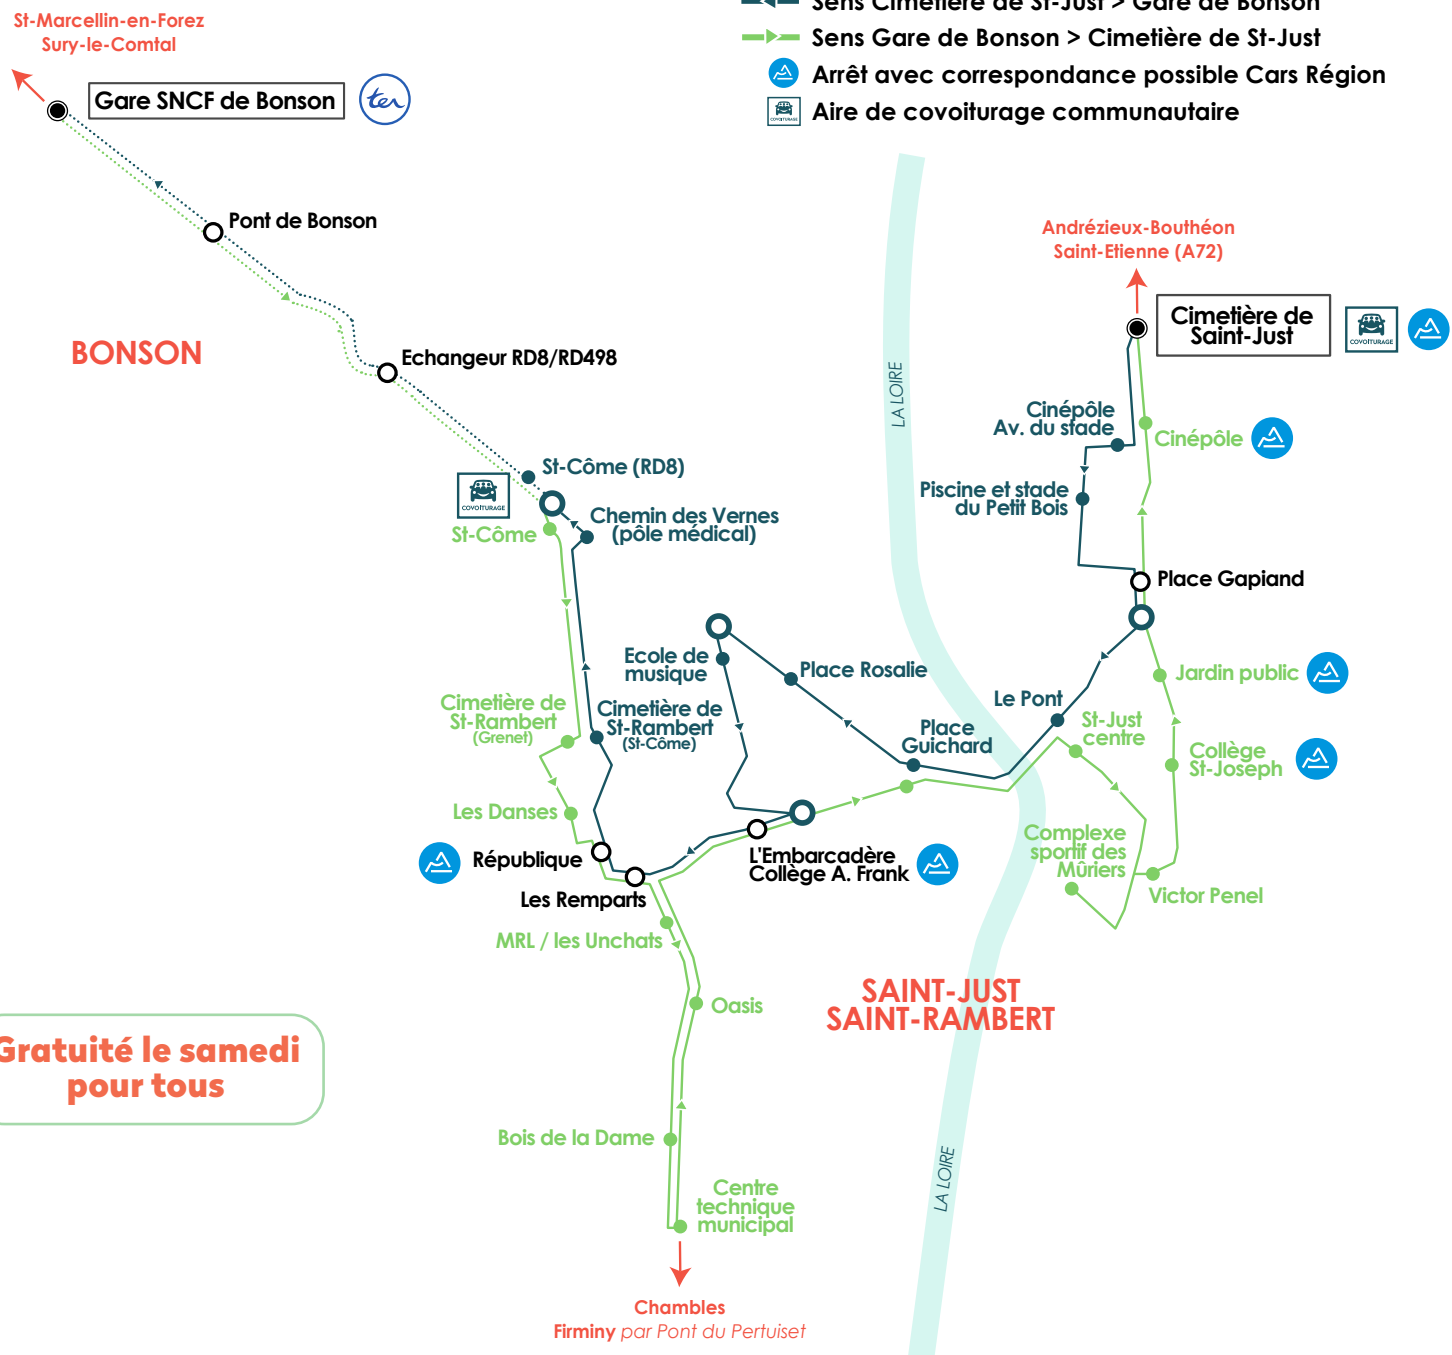 St-Marcellin-en-Forez
Sury-le-Comtal
Gare SNCF de Bonson
ter
Sens Cimetière de St-Just > Gare de Bonson
Sens Gare de Bonson > Cimetière de St-Just
Arrêt avec correspondance possible Cars Région
COVOITURAGE
Aire de covoiturage communautaire
Pont de Bonson
Andrézieux-Bouthéon
Saint-Etienne (A72)
Cimetière de
Saint-Just
COVOITURAGE
BONSON
Echangeur RD8/RD498
LA LOIRE
Cinépôle
Av. du stade
Cinépôle
St-Côme (RD8)
COVOITURAGE
Piscine et stade
du Petit Bois
Chemin des Vernes
(pôle médical)
St-Côme
Place Gapiand
Ecole de
musique
Place Rosalie
Jardin public
Le Pont
Cimetière de
St-Rambert
(Grenet)
Cimetière de
St-Rambert
(St-Côme)
Place
Guichard
St-Just
centre
Collège
St-Joseph
Les Danses
Complexe
sportif des
Mûriers
République
L'Embarcadère
Collège A. Frank
Les Remparts
Victor Penel
MRL / les Unchats
SAINT-JUST
SAINT-RAMBERT
Oasis
Gratuité le samedi
pour tous
Bois de la Dame
LA LOIRE
Centre
technique
municipal
Chambles
Firminy par Pont du Pertuiset